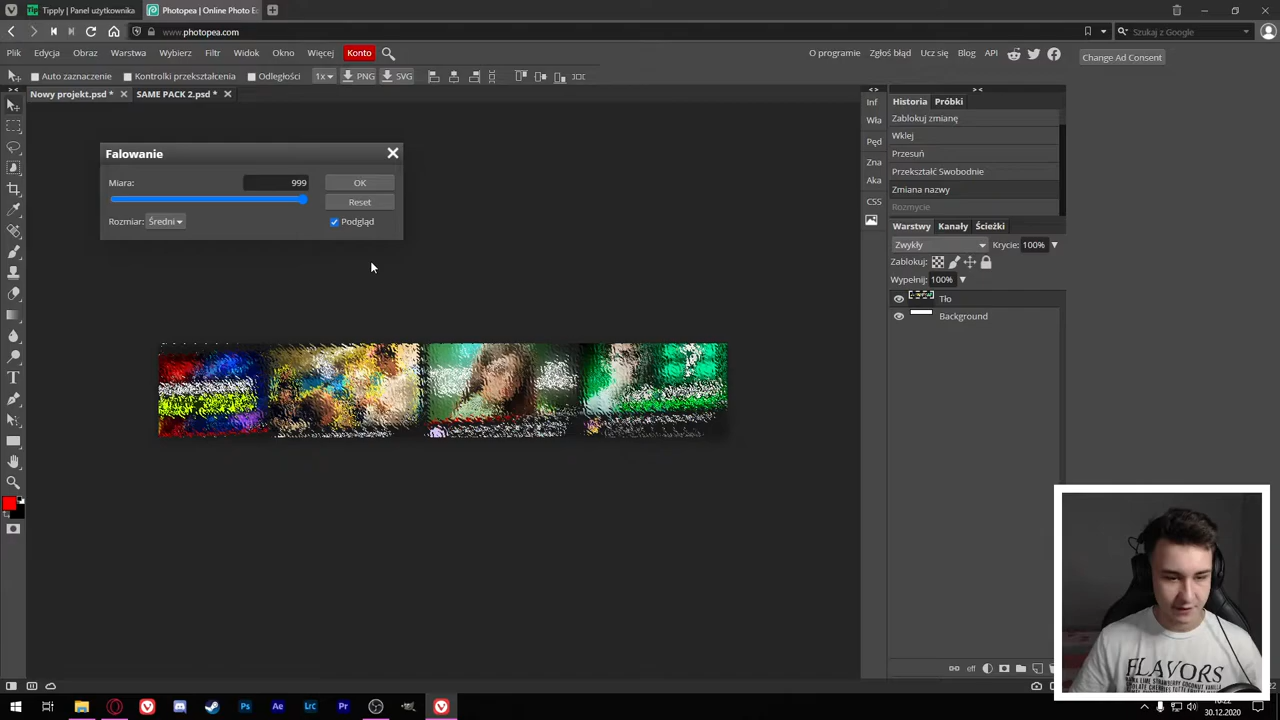 Tipply | Panel użytkownika
Photopea | Online Photo E
www.photopea.com
Szukaj z Google
Plik Edycja Obraz Warstwa Wybierz Filtr Widok Okno Więcej Konto
O programie Zgłoś błąd Ucz się Blog API
Change Ad Consent
Auto zaznaczenie Kontrolki przekształcenia Odległości 1x PNG SVG
Nowy projekt.psd * SAME PACK 2.psd *
Falowanie
Miara: 999 OK
Reset
Rozmiar: Średni Podgląd
Inf
Wła
Pęd
Zna
Aka
CSS
Historia Próbki
Zablokuj zmianę
Wklej
Przesuń
Przekształć Swobodnie
Zmiana nazwy
Rozmycie
Warstwy Kanały Ścieżki
Zwykły Krycie: 100%
Zablokuj:
Wypełnij: 100%
Tło
Background
eff
FLAVORS
30.12.2020